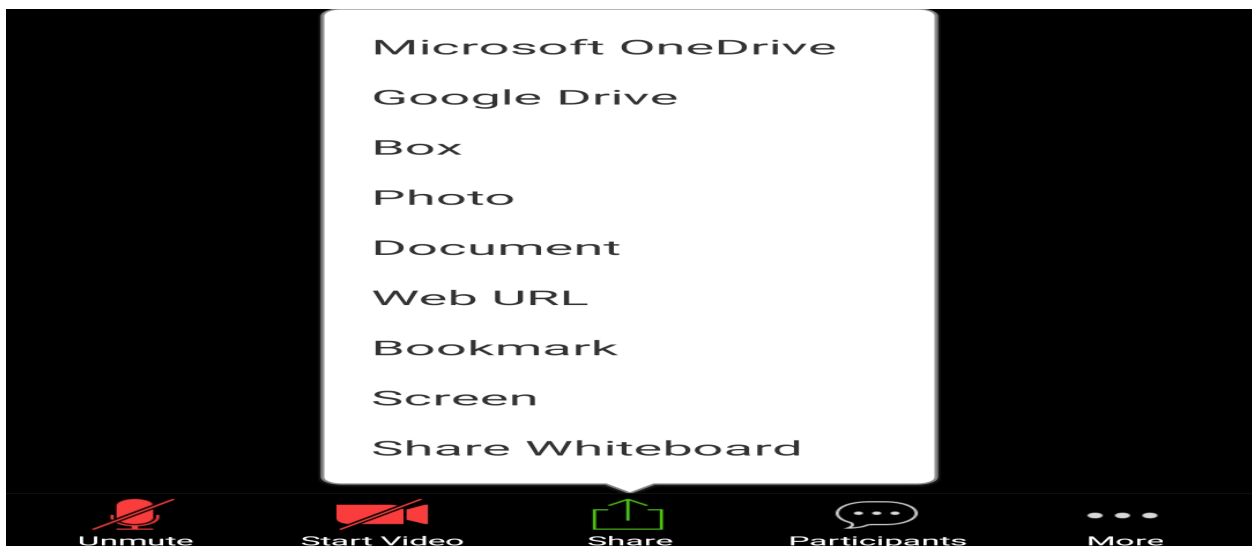 Microsoft OneDrive
Google Drive
Box
Photo
Document
Web URL
Bookmark
Screen
Share Whiteboard
Unmute Start Video Share Participants More